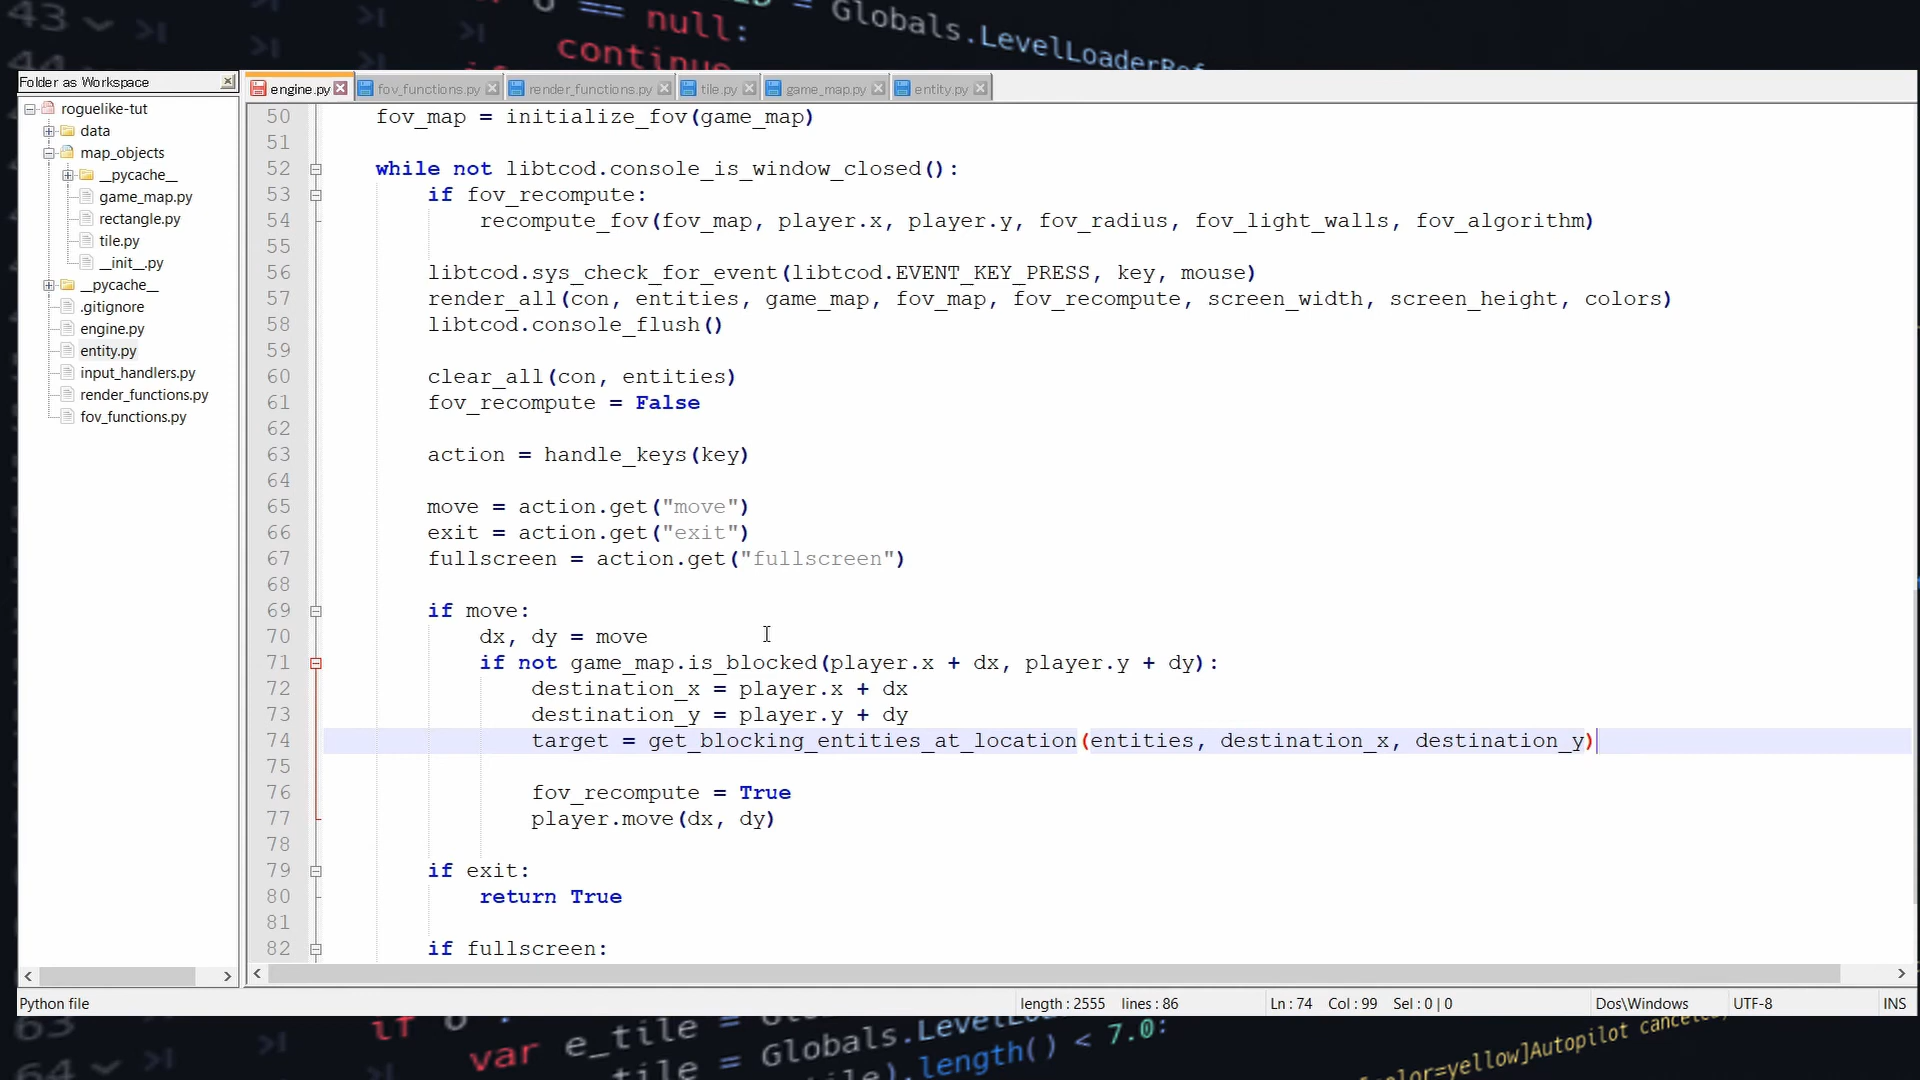 43
== null:
= Globals.LevelLoaderRef
44
continue
Folder as Workspace
engine.py
fov_functions.py
render_functions.py
tile.py
game_map.py
entity.py
roguelike-tut
data
map_objects
__pycache__
game_map.py
rectangle.py
tile.py
__init__.py
__pycache__
.gitignore
engine.py
entity.py
input_handlers.py
render_functions.py
fov_functions.py
50 fov_map = initialize_fov(game_map)
51
52 while not libtcod.console_is_window_closed():
53 if fov_recompute:
54 recompute_fov(fov_map, player.x, player.y, fov_radius, fov_light_walls, fov_algorithm)
55
56 libtcod.sys_check_for_event(libtcod.EVENT_KEY_PRESS, key, mouse)
57 render_all(con, entities, game_map, fov_map, fov_recompute, screen_width, screen_height, colors)
58 libtcod.console_flush()
59
60 clear_all(con, entities)
61 fov_recompute = False
62
63 action = handle_keys(key)
64
65 move = action.get("move")
66 exit = action.get("exit")
67 fullscreen = action.get("fullscreen")
68
69 if move:
70 dx, dy = move
71 if not game_map.is_blocked(player.x + dx, player.y + dy):
72 destination_x = player.x + dx
73 destination_y = player.y + dy
74 target = get_blocking_entities_at_location(entities, destination_x, destination_y)
75
76 fov_recompute = True
77 player.move(dx, dy)
78
79 if exit:
80 return True
81
82 if fullscreen:
Python file
length : 2555 lines : 86
Ln : 74 Col : 99 Sel : 0 | 0
Dos\Windows
UTF-8
INS
63
if
64
var e_tile = Globals.
.length() < 7.0:
color=yellow]Autopilot